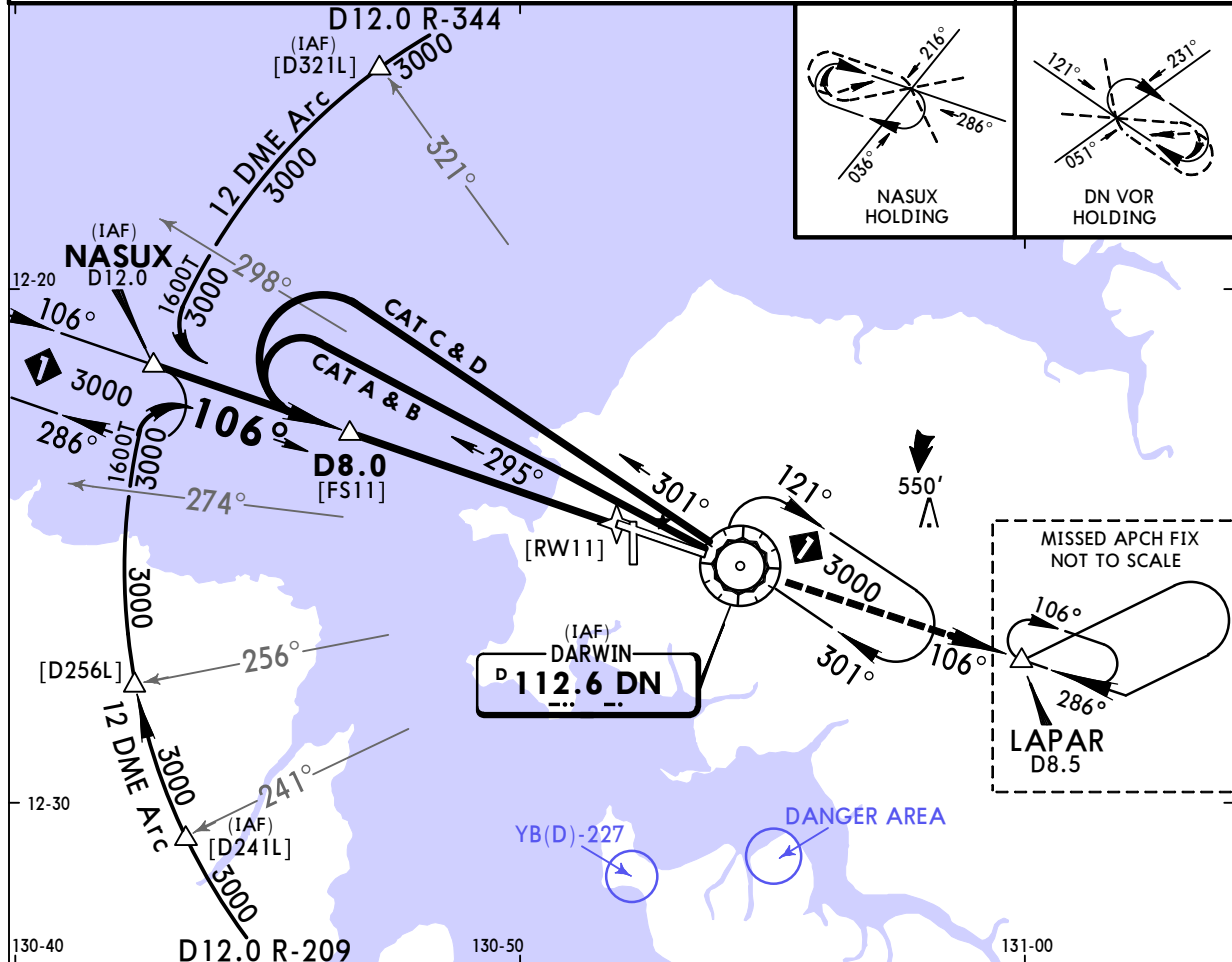 D12.0 R-344
(IAF)
[D321L]
3000
321°
12 DME Arc
3000
298°
1600T
3000
(IAF)
NASUX
D12.0
12-20
106°
1
3000
286°
1600T
3000
106°
D8.0
[FS11]
274°
CAT C & D
CAT A & B
295°
301°
[RW11]
216°
286°
036°
NASUX
HOLDING
121°
231°
051°
DN VOR
HOLDING
121°
1
3000
301°
106°
550'
MISSED APCH FIX
NOT TO SCALE
106°
286°
LAPAR
D8.5
(IAF)
DARWIN
D 112.6 DN
3000
256°
[D256L]
12 DME Arc
3000
241°
(IAF)
[D241L]
3000
12-30
YB(D)-227
DANGER AREA
130-40
D12.0 R-209
130-50
131-00